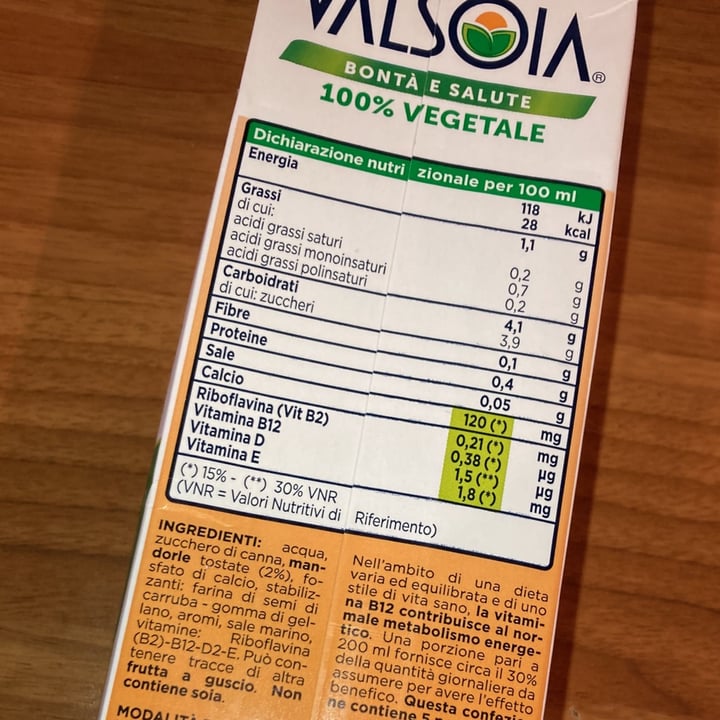 VALSOIA®
BONTÀ E SALUTE
100% VEGETALE
Dichiarazione nutrizionale per 100 ml
Energia 118 kJ
28 kcal
Grassi 1,1 g
di cui:
acidi grassi saturi 0,2 g
acidi grassi monoinsaturi 0,7 g
acidi grassi polinsaturi 0,2 g
Carboidrati 4,1 g
di cui: zuccheri 3,9 g
Fibre 0,1 g
Proteine 0,4 g
Sale 0,05 g
Calcio 120 (*) mg
Riboflavina (Vit B2) 0,21 (*) mg
Vitamina B12 0,38 (*) µg
Vitamina D 1,5 (**) µg
Vitamina E 1,8 (*) mg
(*) 15% - (**) 30% VNR
(VNR = Valori Nutritivi di Riferimento)
INGREDIENTI: acqua,
zucchero di canna, man-
dorle tostate (2%), fo-
sfato di calcio, stabiliz-
zanti: farina di semi di
carruba - gomma di gel-
lano, aromi, sale marino,
vitamine: Riboflavina
(B2)-B12-D2-E. Può con-
tenere tracce di altra
frutta a guscio. Non
contiene soia.
MODALITÀ
Nell'ambito di una dieta
varia ed equilibrata e di uno
stile di vita sano, la vitami-
na B12 contribuisce al nor-
male metabolismo energe-
tico. Una porzione pari a
200 ml fornisce circa il 30%
della quantità giornaliera da
assumere per avere l'effetto
benefico. Questa confezio-
ne contiene 5